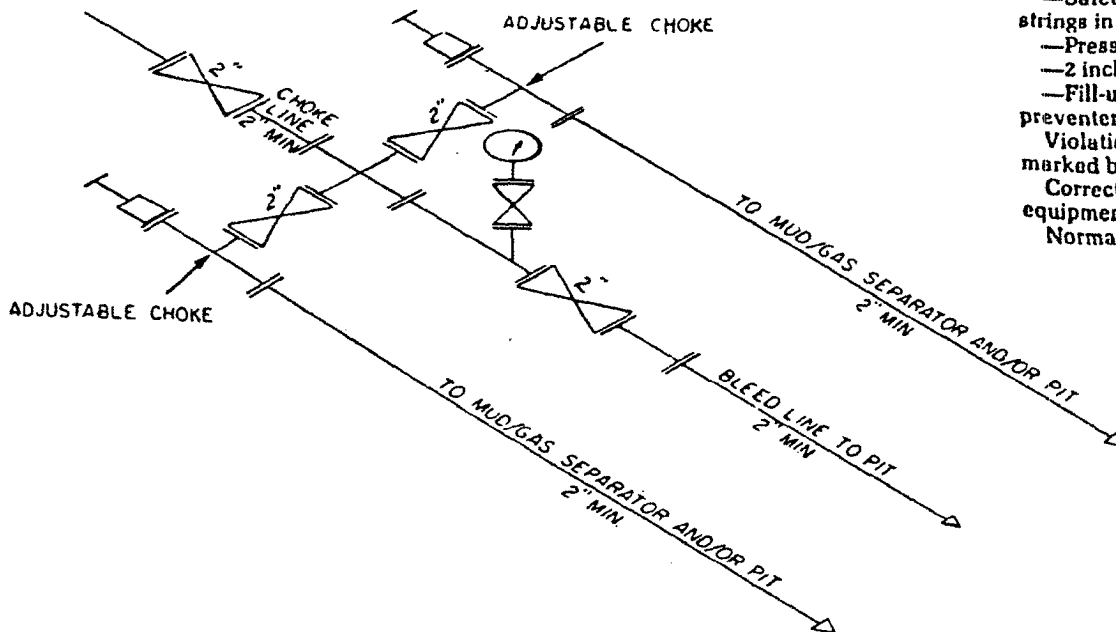 ADJUSTABLE CHOKE
2"
CHOKE
LINE
2" MIN
2"
2"
2"
TO MUD/GAS SEPARATOR AND/OR PIT
2" MIN
ADJUSTABLE CHOKE
BLEED LINE TO PIT
2" MIN
TO MUD/GAS SEPARATOR AND/OR PIT
2" MIN.
strings in
—Press
—2 incl
—Fill-u
preventer
Violatio
marked b
Correct
equipmen
Norma